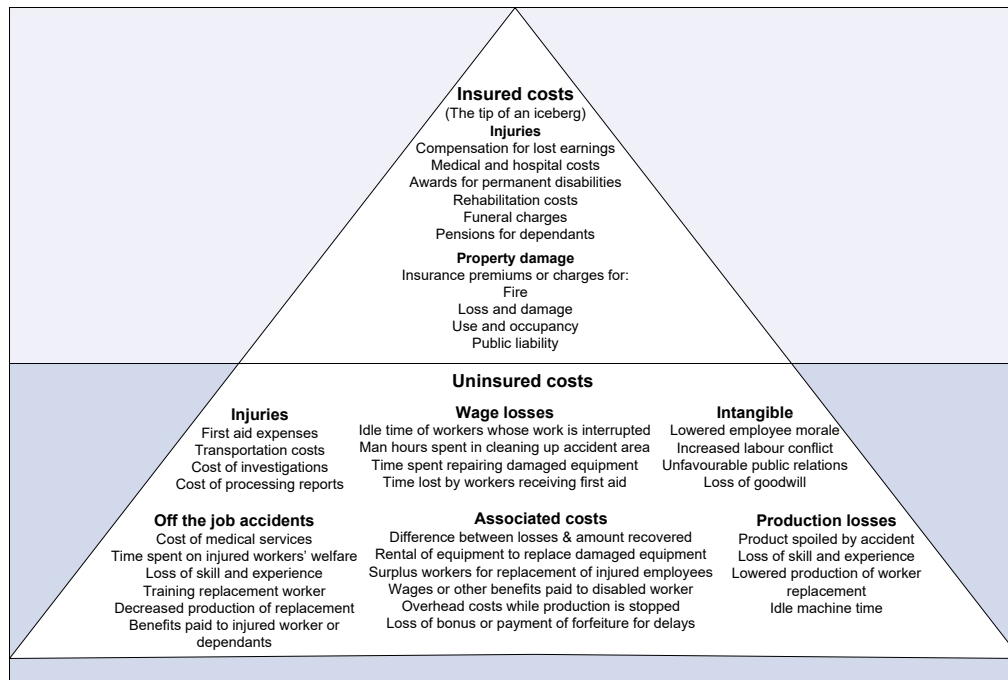 Insured costs
(The tip of an iceberg)
Injuries
Compensation for lost earnings
Medical and hospital costs
Awards for permanent disabilities
Rehabilitation costs
Funeral charges
Pensions for dependants
Property damage
Insurance premiums or charges for:
Fire
Loss and damage
Use and occupancy
Public liability
Uninsured costs
Injuries
First aid expenses
Transportation costs
Cost of investigations
Cost of processing reports
Wage losses
Idle time of workers whose work is interrupted
Man hours spent in cleaning up accident area
Time spent repairing damaged equipment
Time lost by workers receiving first aid
Intangible
Lowered employee morale
Increased labour conflict
Unfavourable public relations
Loss of goodwill
Off the job accidents
Cost of medical services
Time spent on injured workers’ welfare
Loss of skill and experience
Training replacement worker
Decreased production of replacement
Benefits paid to injured worker or
dependants
Associated costs
Difference between losses & amount recovered
Rental of equipment to replace damaged equipment
Surplus workers for replacement of injured employees
Wages or other benefits paid to disabled worker
Overhead costs while production is stopped
Loss of bonus or payment of forfeiture for delays
Production losses
Product spoiled by accident
Loss of skill and experience
Lowered production of worker
replacement
Idle machine time